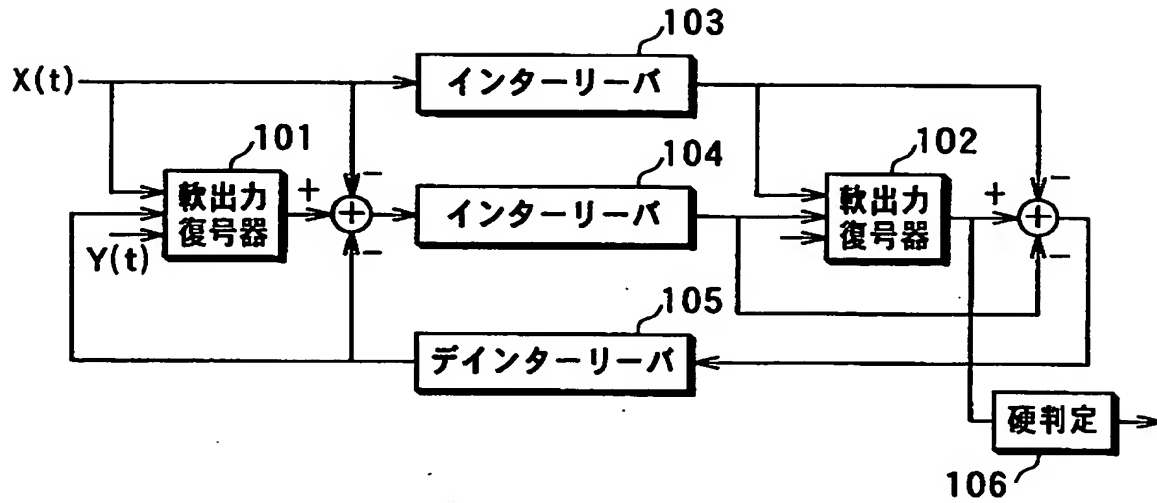 103
X(t)
インターリーバ
101
104
102
軟出力
復号器
+
−
+
−
インターリーバ
軟出力
復号器
+
−
+
−
Y(t)
105
デインターリーバ
硬判定
106